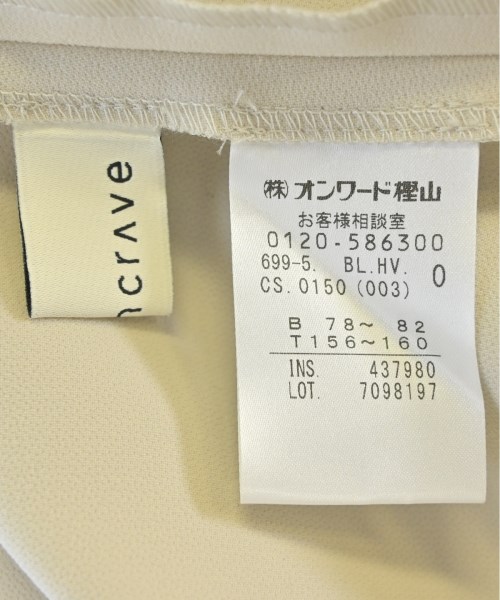 ncrave
(株)オンワード樫山
お客様相談室
0120-586300
699-5. BL.HV. 0
CS.0150(003)
B 78〜 82
T156〜160
INS. 437980
LOT. 7098197